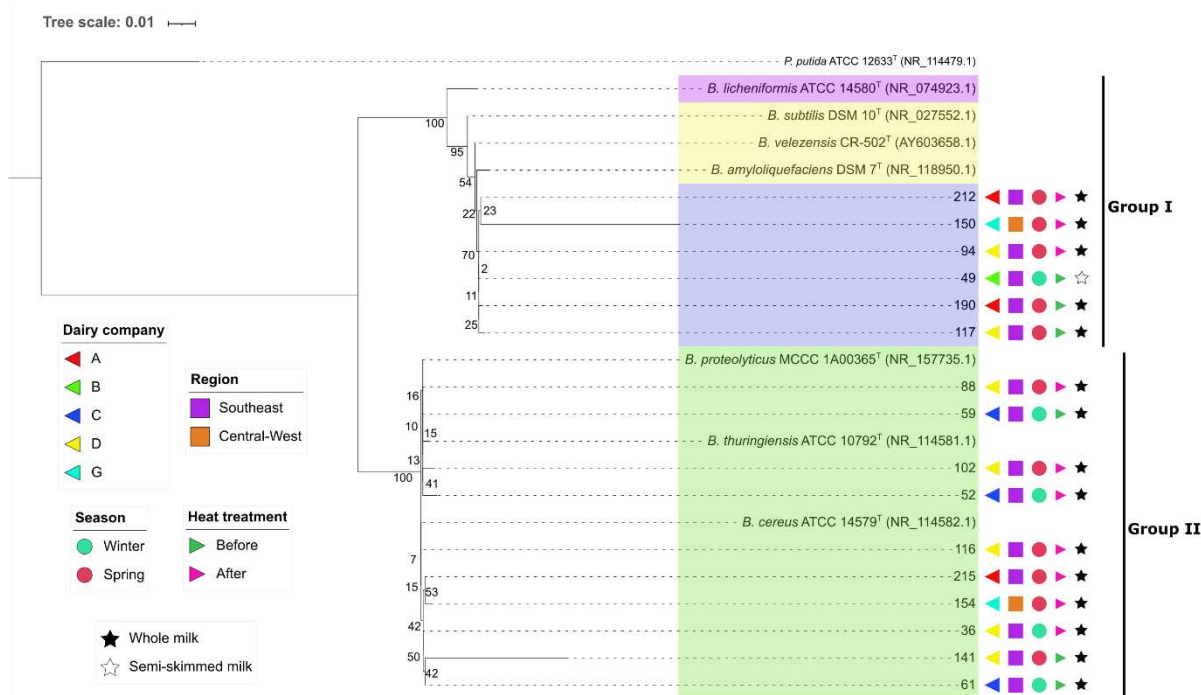 Tree scale: 0.01
P. putida ATCC 12633T (NR_114479.1)
B. licheniformis ATCC 14580T (NR_074923.1)
100
B. subtilis DSM 10T (NR_027552.1)
95
B. velezensis CR-502T (AY603658.1)
B. amyloliquefaciens DSM 7T (NR_118950.1)
54
212
Group I
22
23
150
70
94
2
49
11
190
25
117
Dairy company
A
B
C
D
G
Region
Southeast
Central-West
Season
Winter
Spring
Heat treatment
Before
After
Whole milk
Semi-skimmed milk
B. proteolyticus MCCC 1A00365T (NR_157735.1)
16
88
10
59
15
B. thuringiensis ATCC 10792T (NR_114581.1)
13
102
100
41
52
B. cereus ATCC 14579T (NR_114582.1)
Group II
7
116
215
15
53
154
42
36
50
141
42
61